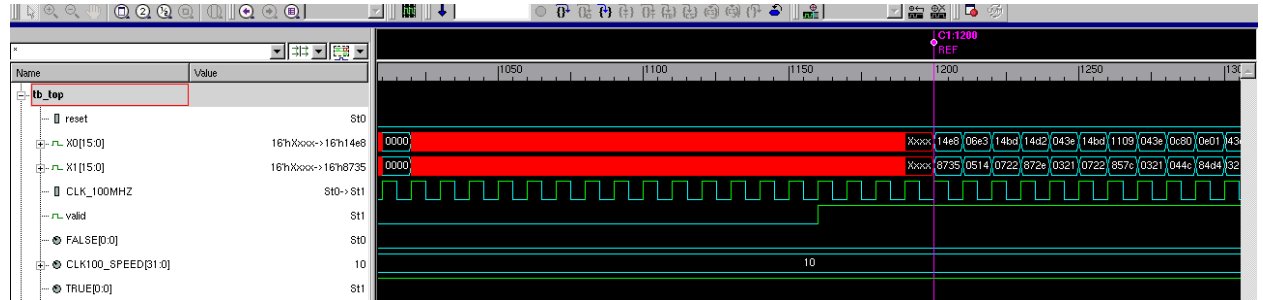 C1:1200
REF
*
Name Value
1050 1100 1150 1200 1250
tb_top
reset St0
X0[15:0] 16'hXxxx->16'h14e8 0000 Xxxx 14e8 06e3 14bd 14d2 043e 14bd 1109 043e 0c80 0e01
X1[15:0] 16'hXxxx->16'h8735 0000 Xxxx 8735 0514 0722 872e 0321 0722 857c 0321 044c 84d4
CLK_100MHZ St0->St1
valid St1
FALSE[0:0] St0
CLK100_SPEED[31:0] 10 10
TRUE[0:0] St1